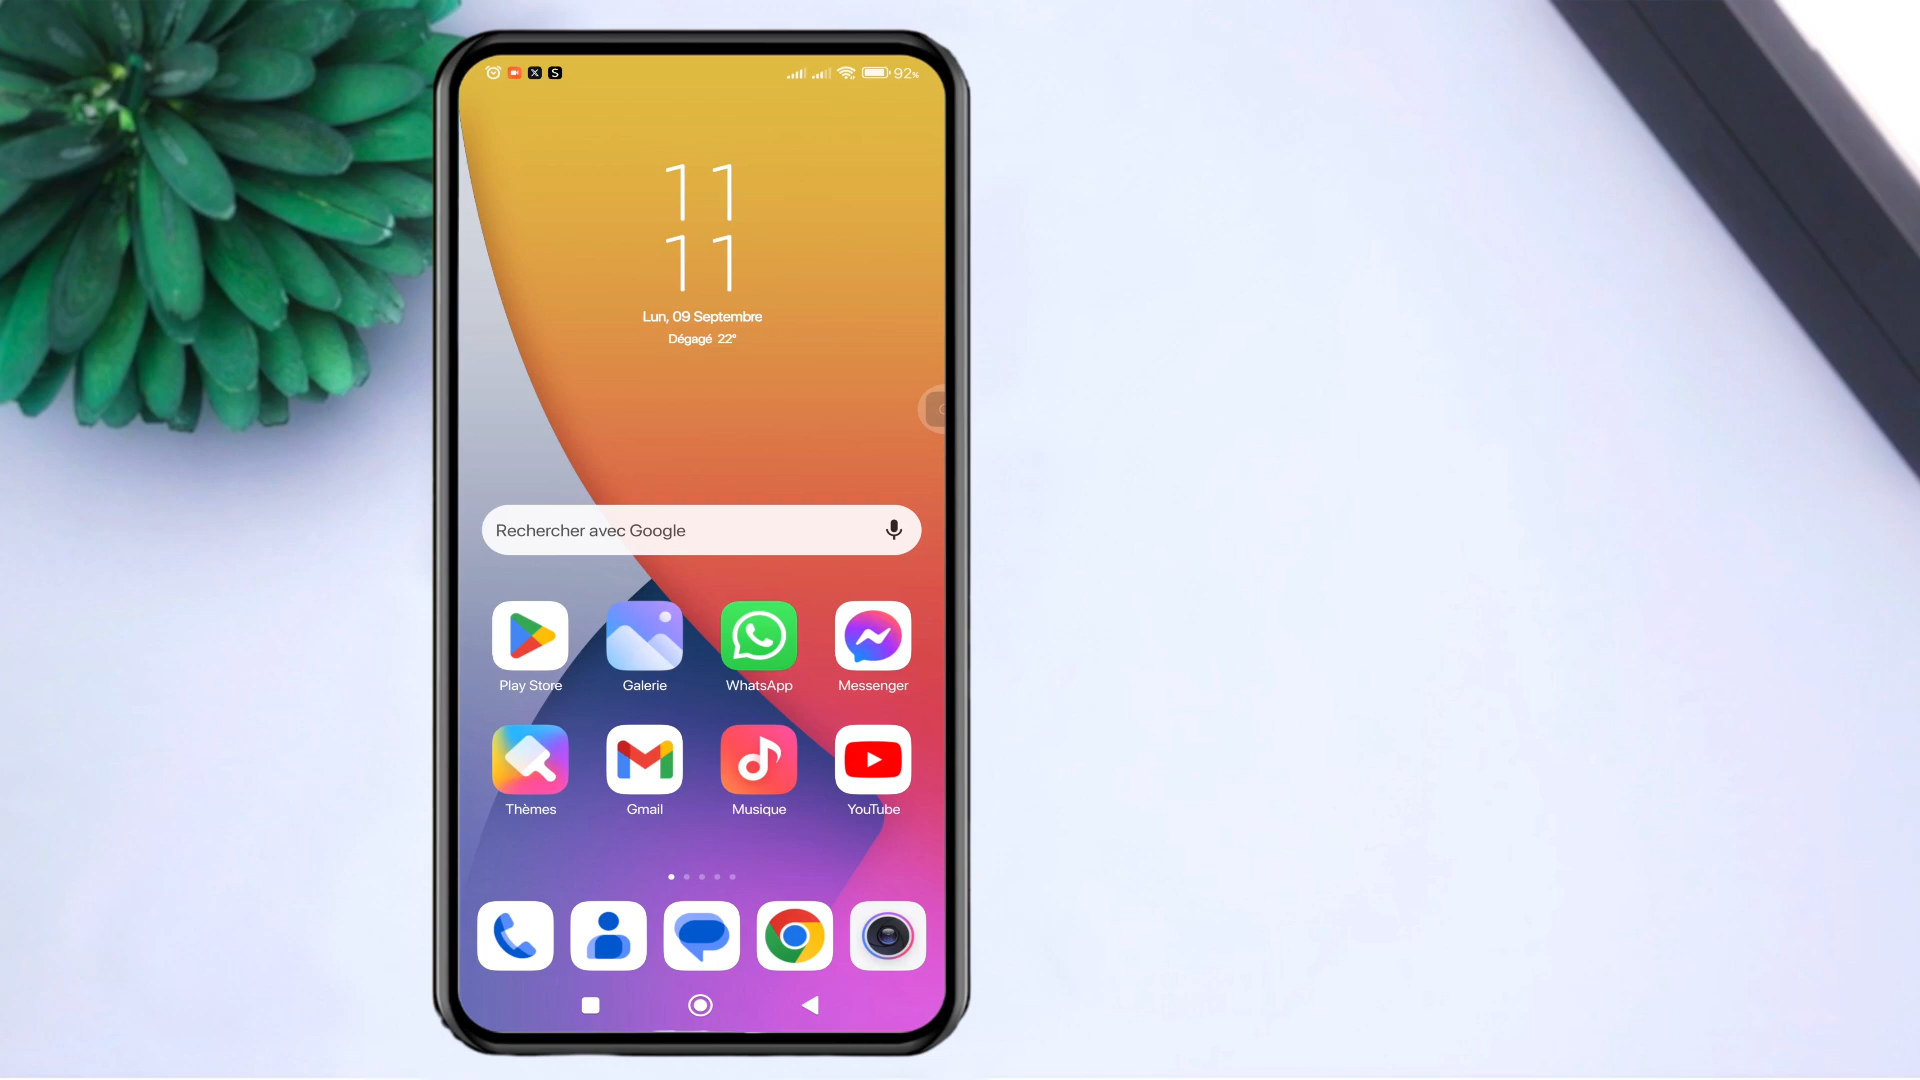 92%
11
11
Lun, 09 Septembre
Dégagé 22°
Rechercher avec Google
Play Store
Galerie
WhatsApp
Messenger
Thèmes
Gmail
Musique
YouTube